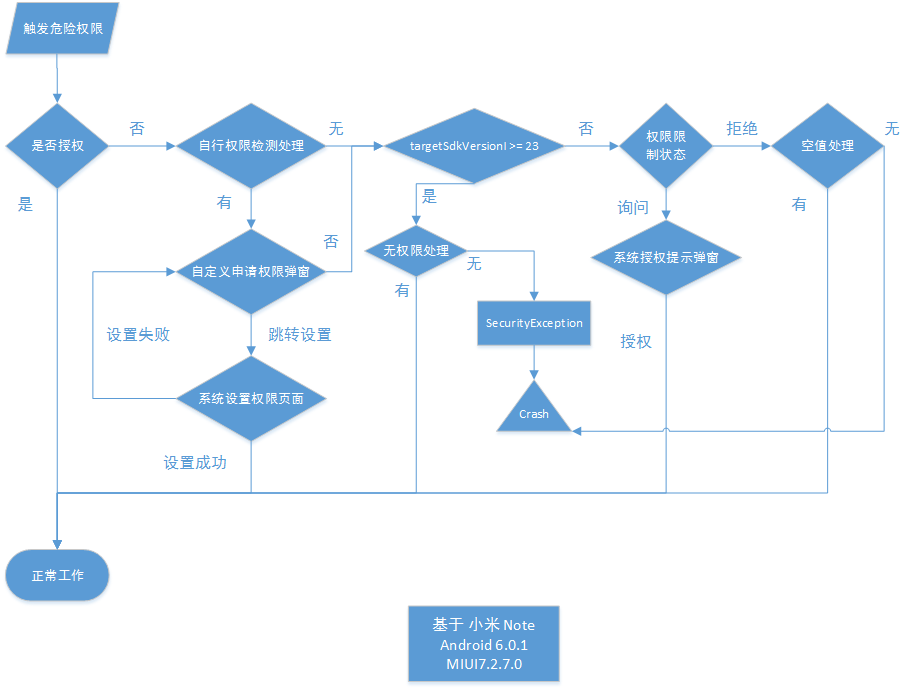 触发危险权限
是否授权
否
自行权限检测处理
无
targetSdkVersionI >= 23
否
权限限
制状态
拒绝
空值处理
无
是
有
是
询问
有
否
无权限处理
无
系统授权提示弹窗
自定义申请权限弹窗
有
设置失败
跳转设置
SecurityException
授权
系统设置权限页面
Crash
设置成功
正常工作
基于 小米 Note
Android 6.0.1
MIUI7.2.7.0